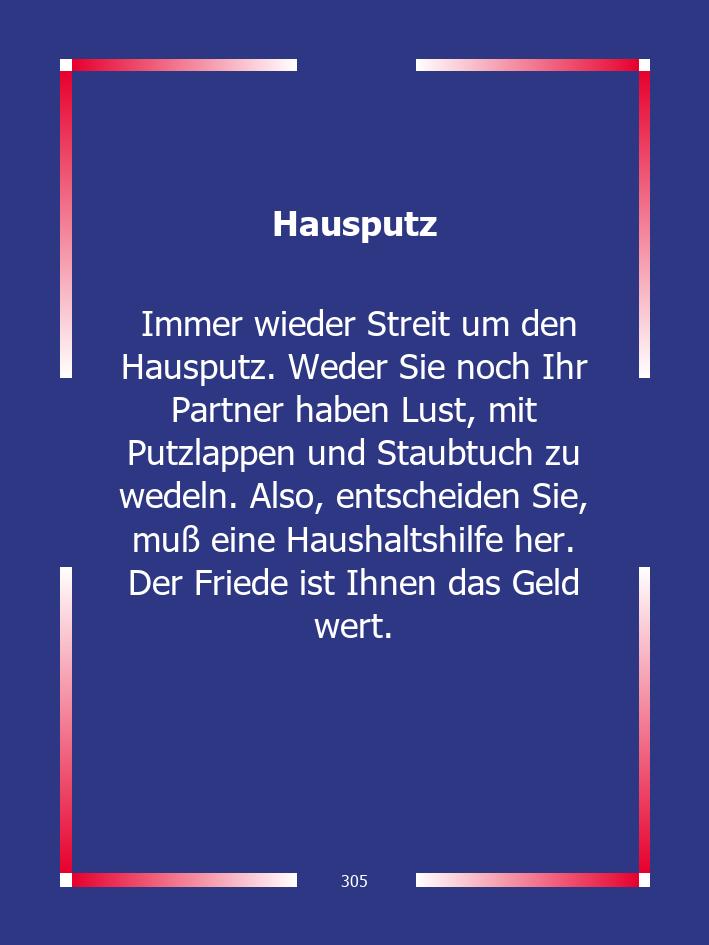 Hausputz
Immer wieder Streit um den
Hausputz. Weder Sie noch Ihr
Partner haben Lust, mit
Putzlappen und Staubtuch zu
wedeln. Also, entscheiden Sie,
muß eine Haushaltshilfe her.
Der Friede ist Ihnen das Geld
wert.
305